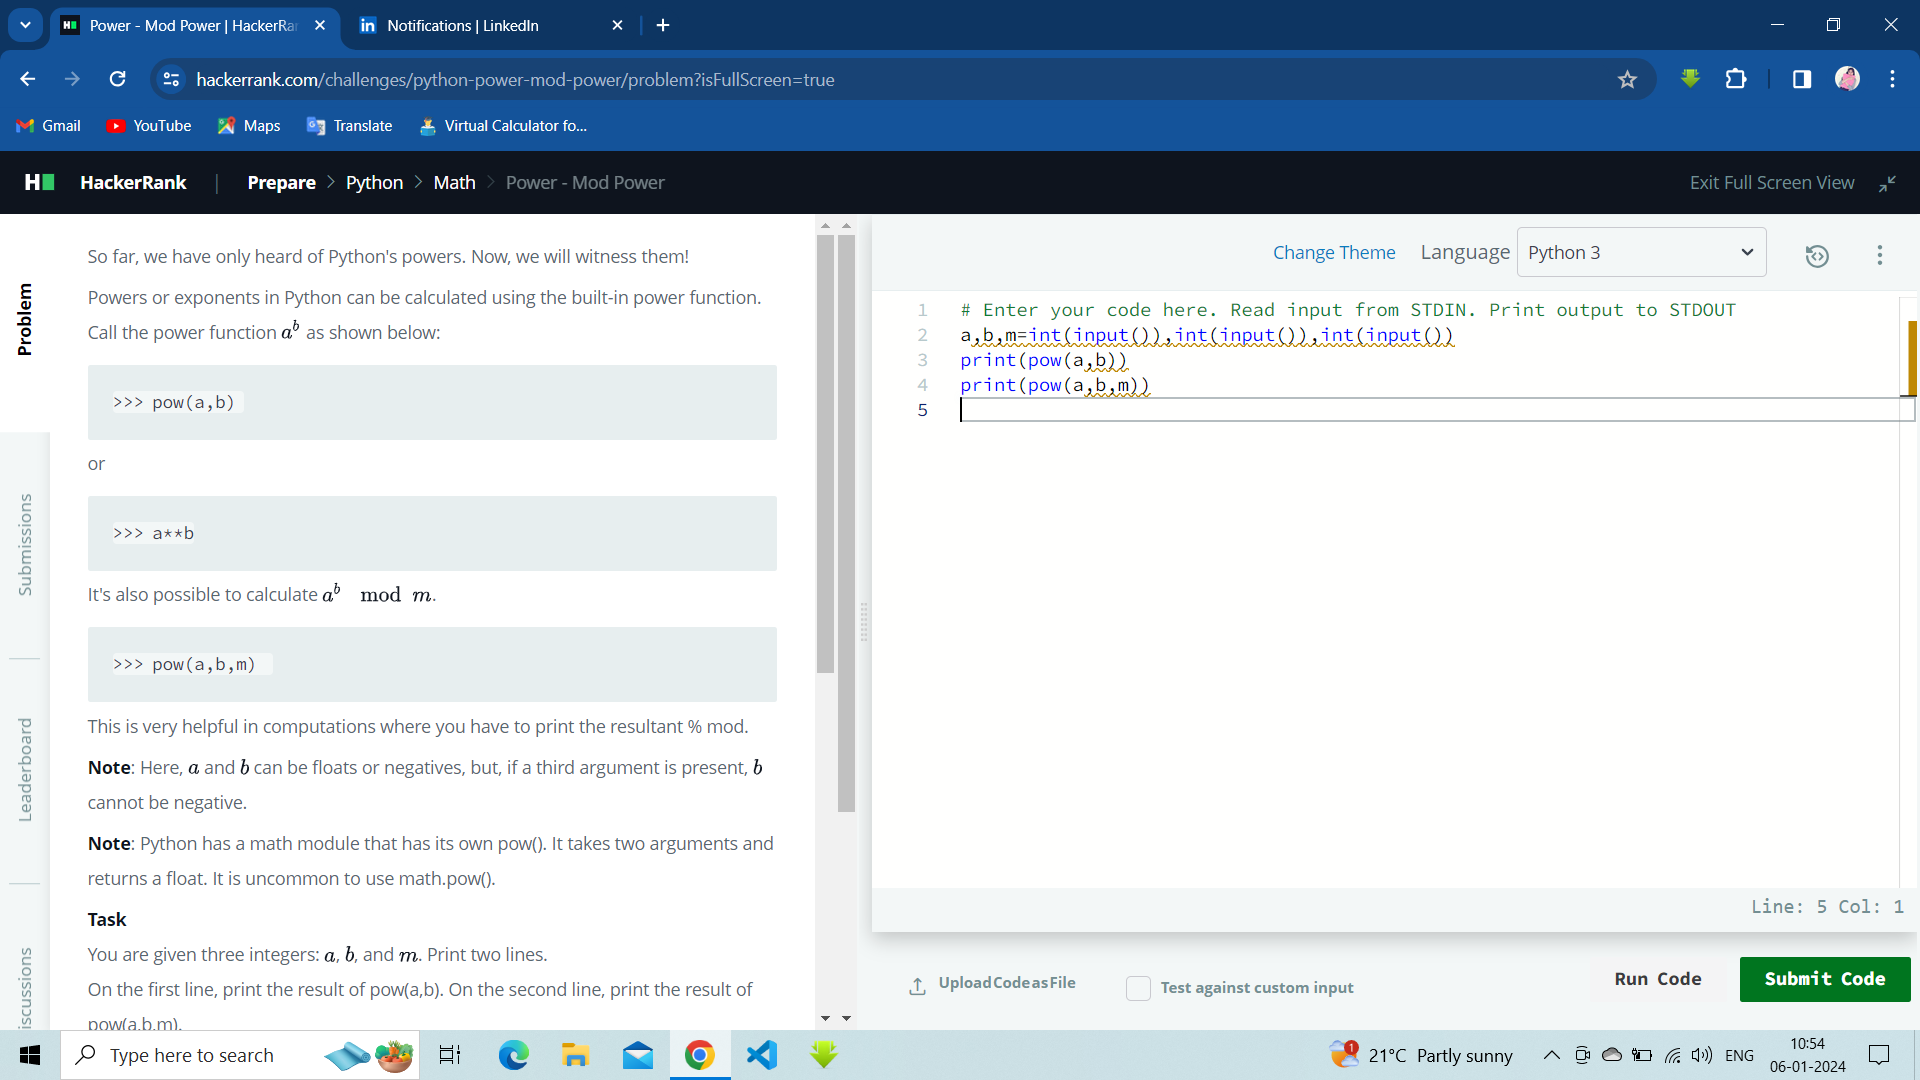 Power - Mod Power | HackerRan
Notifications | LinkedIn
hackerrank.com/challenges/python-power-mod-power/problem?isFullScreen=true
Gmail
YouTube
Maps
Translate
Virtual Calculator fo...
HackerRank
Prepare > Python > Math > Power - Mod Power
Exit Full Screen View
Problem
Submissions
Leaderboard
So far, we have only heard of Python's powers. Now, we will witness them!
Powers or exponents in Python can be calculated using the built-in power function.
Call the power function a^b as shown below:
>>> pow(a,b)
or
>>> a**b
It's also possible to calculate a^b mod m.
>>> pow(a,b,m)
This is very helpful in computations where you have to print the resultant % mod.
Note: Here, a and b can be floats or negatives, but, if a third argument is present, b
cannot be negative.
Note: Python has a math module that has its own pow(). It takes two arguments and
returns a float. It is uncommon to use math.pow().
Task
You are given three integers: a, b, and m. Print two lines.
On the first line, print the result of pow(a,b). On the second line, print the result of
pow(a,b,m).
Change Theme
Language
Python 3
1 # Enter your code here. Read input from STDIN. Print output to STDOUT
2 a,b,m=int(input()),int(input()),int(input())
3 print(pow(a,b))
4 print(pow(a,b,m))
5
Line: 5 Col: 1
Upload Code as File
Test against custom input
Run Code
Submit Code
Type here to search
1
21°C Partly sunny
ENG
10:54
06-01-2024